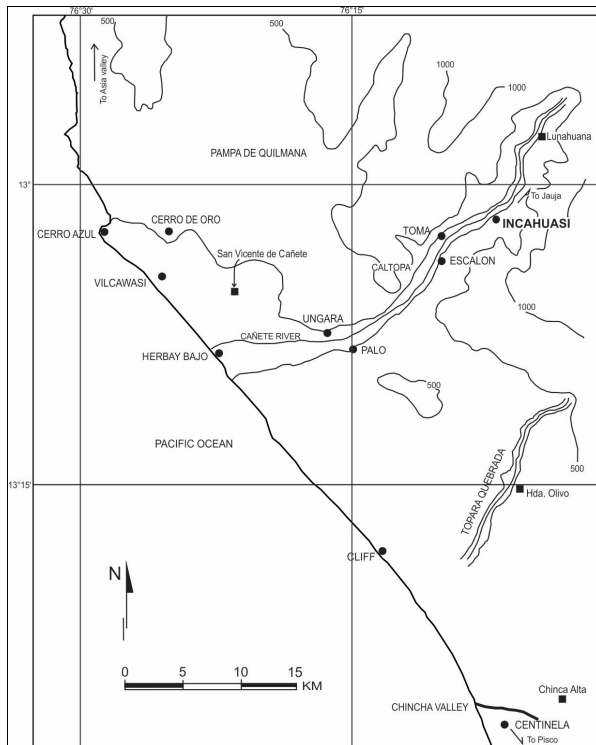 76°30'
76°15'
500
500
1000
1000
To Asia valley
Lunahuana
PAMPA DE QUILMANA
13°
To Jauja
INCAHUASI
CERRO DE ORO
TOMA
CERRO AZUL
San Vicente de Cañete
CALTOPA
ESCALON
VILCAWASI
1000
UNGARA
CAÑETE RIVER
HERBAY BAJO
PALO
500
PACIFIC OCEAN
500
13°15'
TOPARA QUEBRADA
Hda. Olivo
CLIFF
N
0 5 10 15
KM
Chinca Alta
CHINCHA VALLEY
CENTINELA
To Pisco